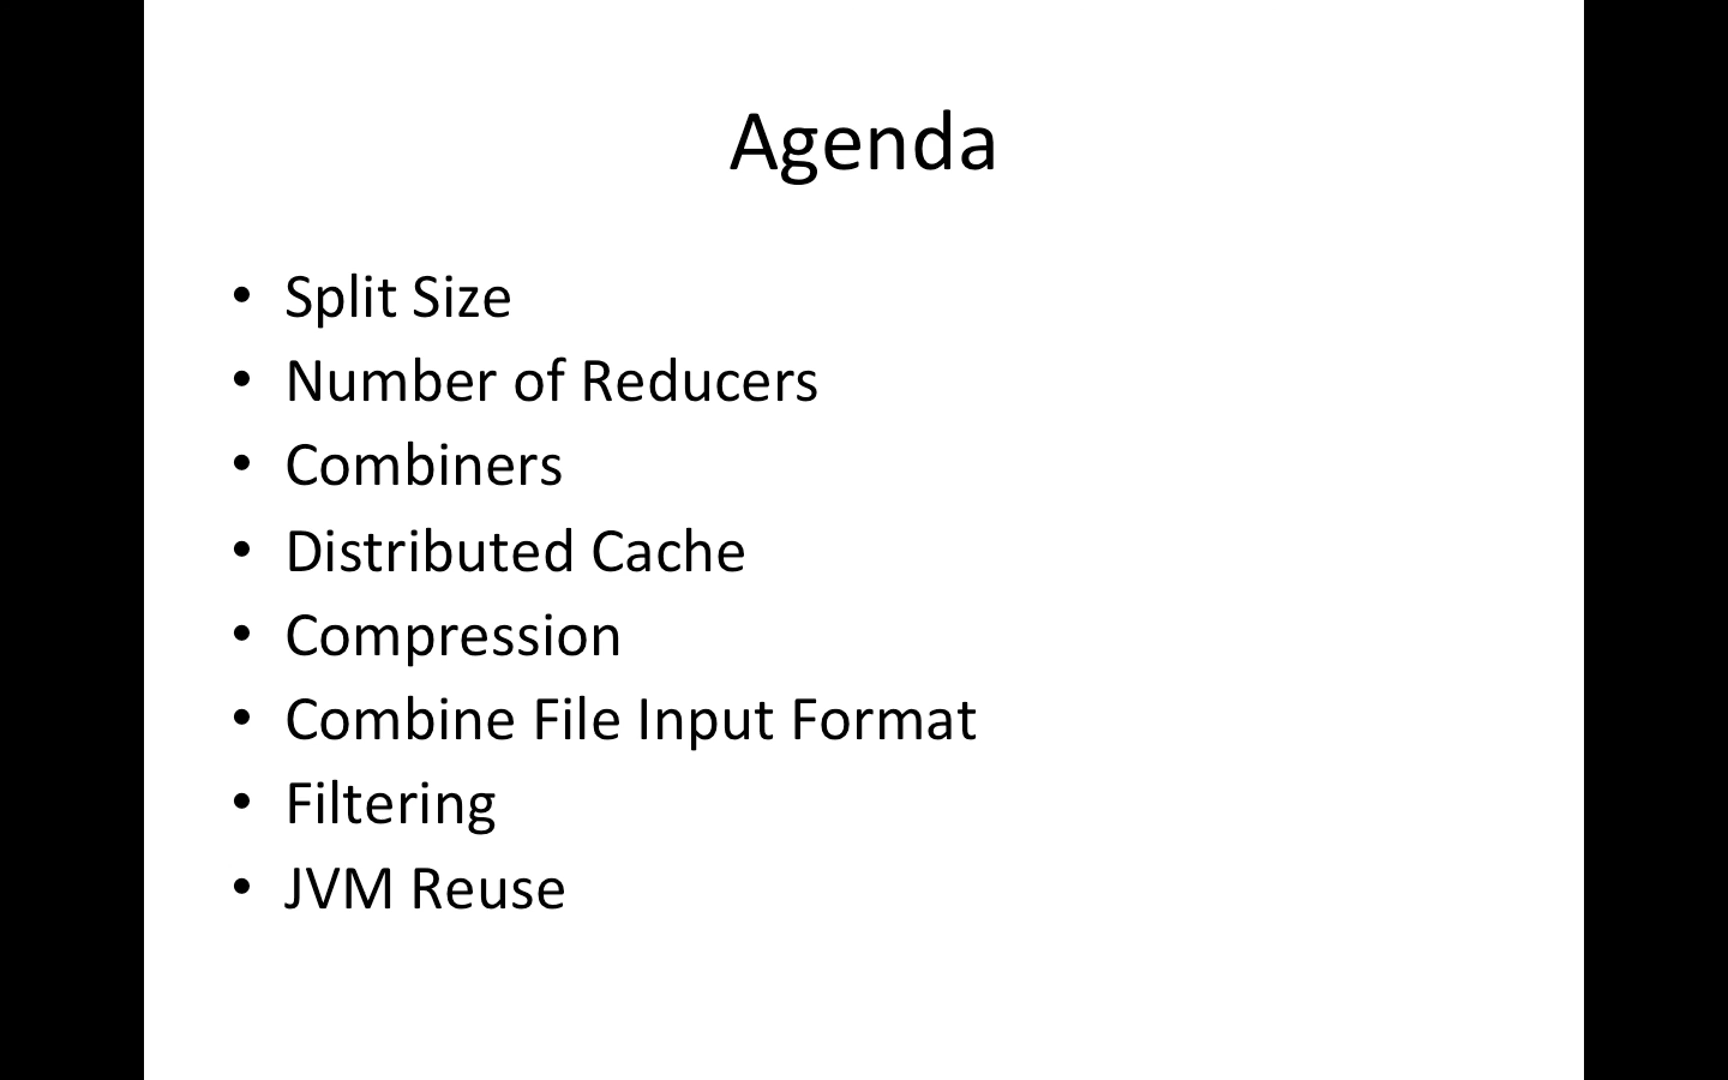 Agenda
• Split Size
• Number of Reducers
• Combiners
• Distributed Cache
• Compression
• Combine File Input Format
• Filtering
• JVM Reuse